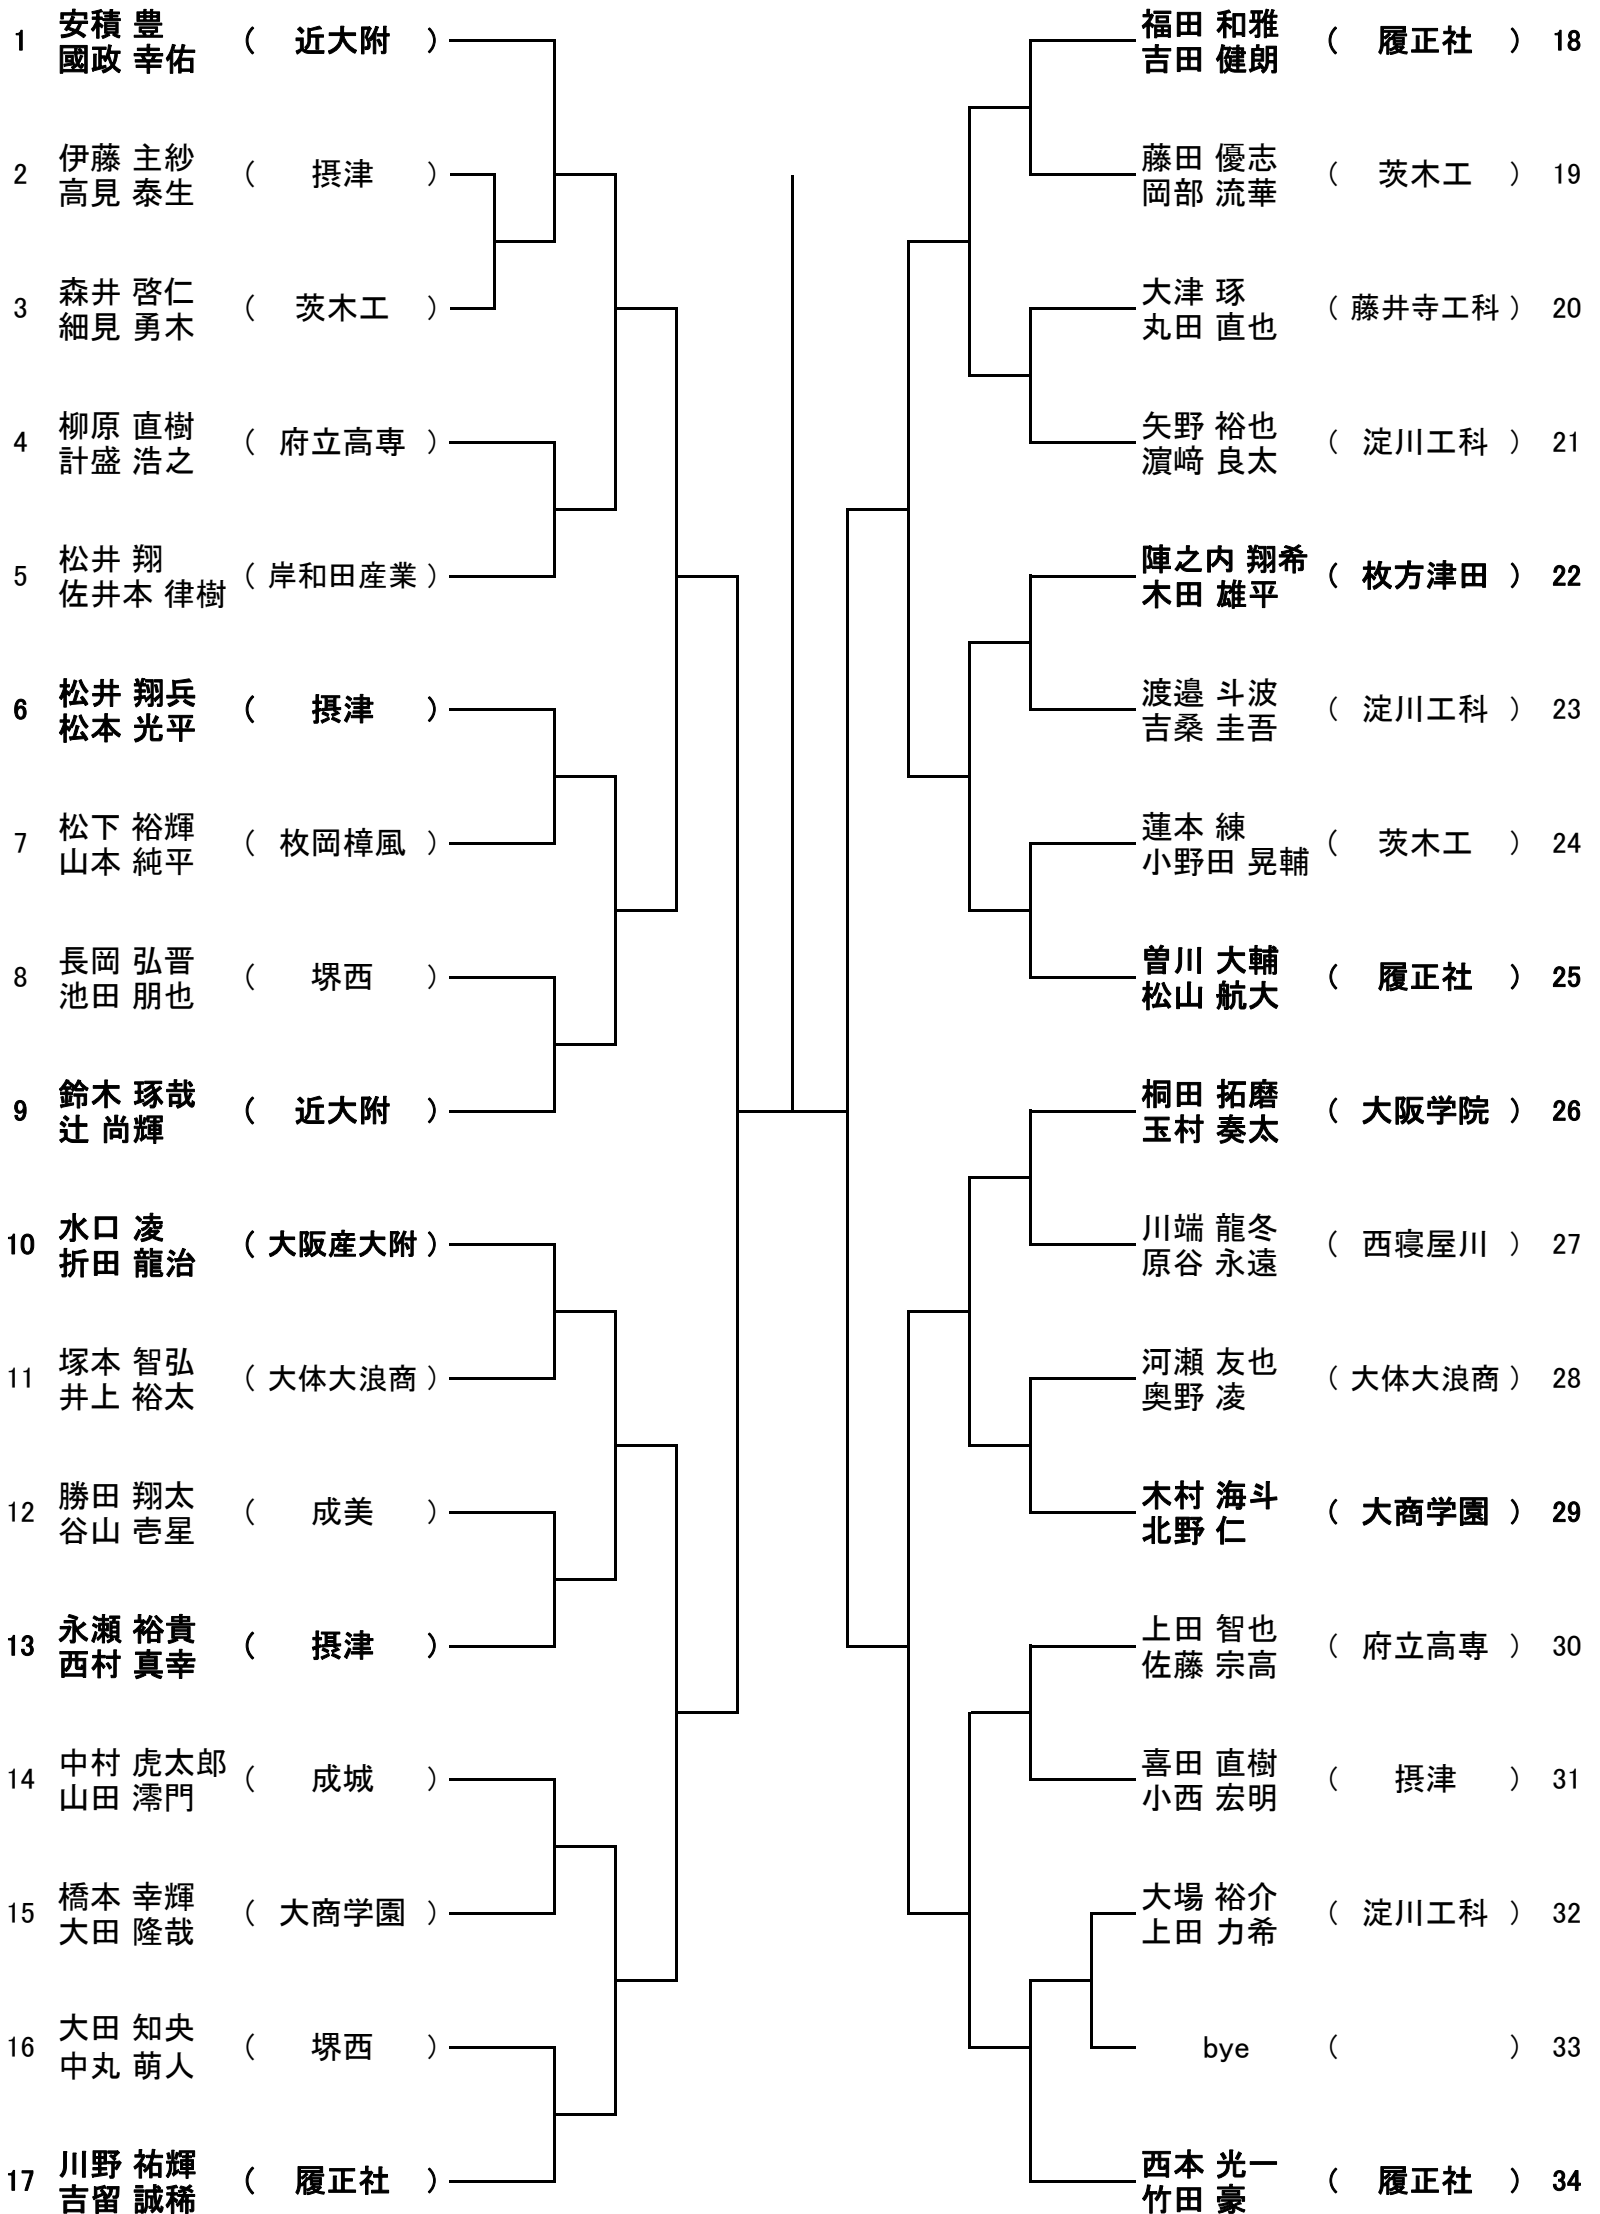 1 安積 豊 ( 近大附 )
國政 幸佑
2 伊藤 主紗 ( 摂津 )
高見 泰生
3 森井 啓仁 ( 茨木工 )
細見 勇木
4 柳原 直樹 ( 府立高専 )
計盛 浩之
5 松井 翔 ( 岸和田産業 )
佐井本 律樹
6 松井 翔兵 ( 摂津 )
松本 光平
7 松下 裕輝 ( 枚岡樟風 )
山本 純平
8 長岡 弘晋 ( 堺西 )
池田 朋也
9 鈴木 琢哉 ( 近大附 )
辻 尚輝
10 水口 凌 ( 大阪産大附 )
折田 龍治
11 塚本 智弘 ( 大体大浪商 )
井上 裕太
12 勝田 翔太 ( 成美 )
谷山 壱星
13 永瀬 裕貴 ( 摂津 )
西村 真幸
14 中村 虎太郎 ( 成城 )
山田 澪門
15 橋本 幸輝 ( 大商学園 )
大田 隆哉
16 大田 知央 ( 堺西 )
中丸 萌人
17 川野 祐輝 ( 履正社 )
吉留 誠稀
福田 和雅 ( 履正社 ) 18
吉田 健朗
藤田 優志 ( 茨木工 ) 19
岡部 流華
大津 琢 ( 藤井寺工科 ) 20
丸田 直也
矢野 裕也 ( 淀川工科 ) 21
濵﨑 良太
陣之内 翔希 ( 枚方津田 ) 22
木田 雄平
渡邉 斗波 ( 淀川工科 ) 23
吉桑 圭吾
蓮本 練 ( 茨木工 ) 24
小野田 晃輔
曽川 大輔 ( 履正社 ) 25
松山 航大
桐田 拓磨 ( 大阪学院 ) 26
玉村 奏太
川端 龍冬 ( 西寝屋川 ) 27
原谷 永遠
河瀬 友也 ( 大体大浪商 ) 28
奥野 凌
木村 海斗 ( 大商学園 ) 29
北野 仁
上田 智也 ( 府立高専 ) 30
佐藤 宗高
喜田 直樹 ( 摂津 ) 31
小西 宏明
大場 裕介 ( 淀川工科 ) 32
上田 力希
bye ( ) 33
西本 光一 ( 履正社 ) 34
竹田 豪